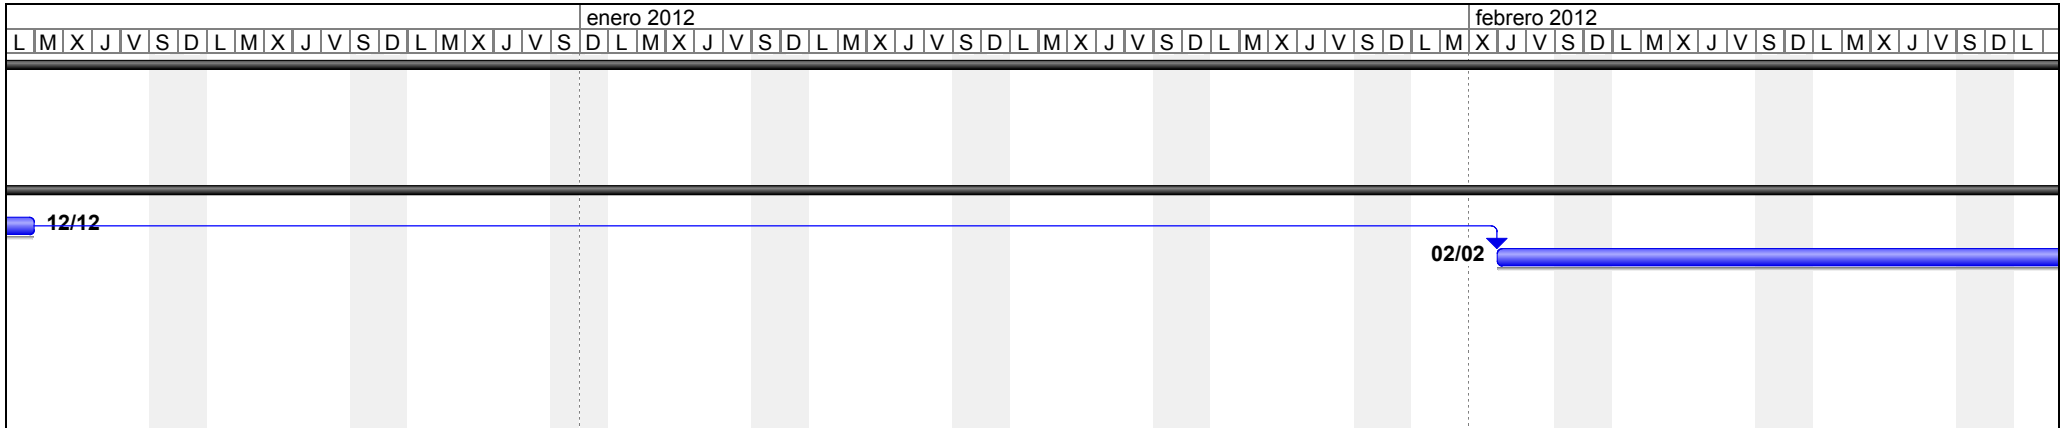 enero 2012 febrero 2012
L M X J V S D L M X J V S D L M X J V S D L M X J V S D L M X J V S D L M X J V S D L M X J V S D L M X J V S D L M X J V S D L M X J V S D L
12/12
02/02